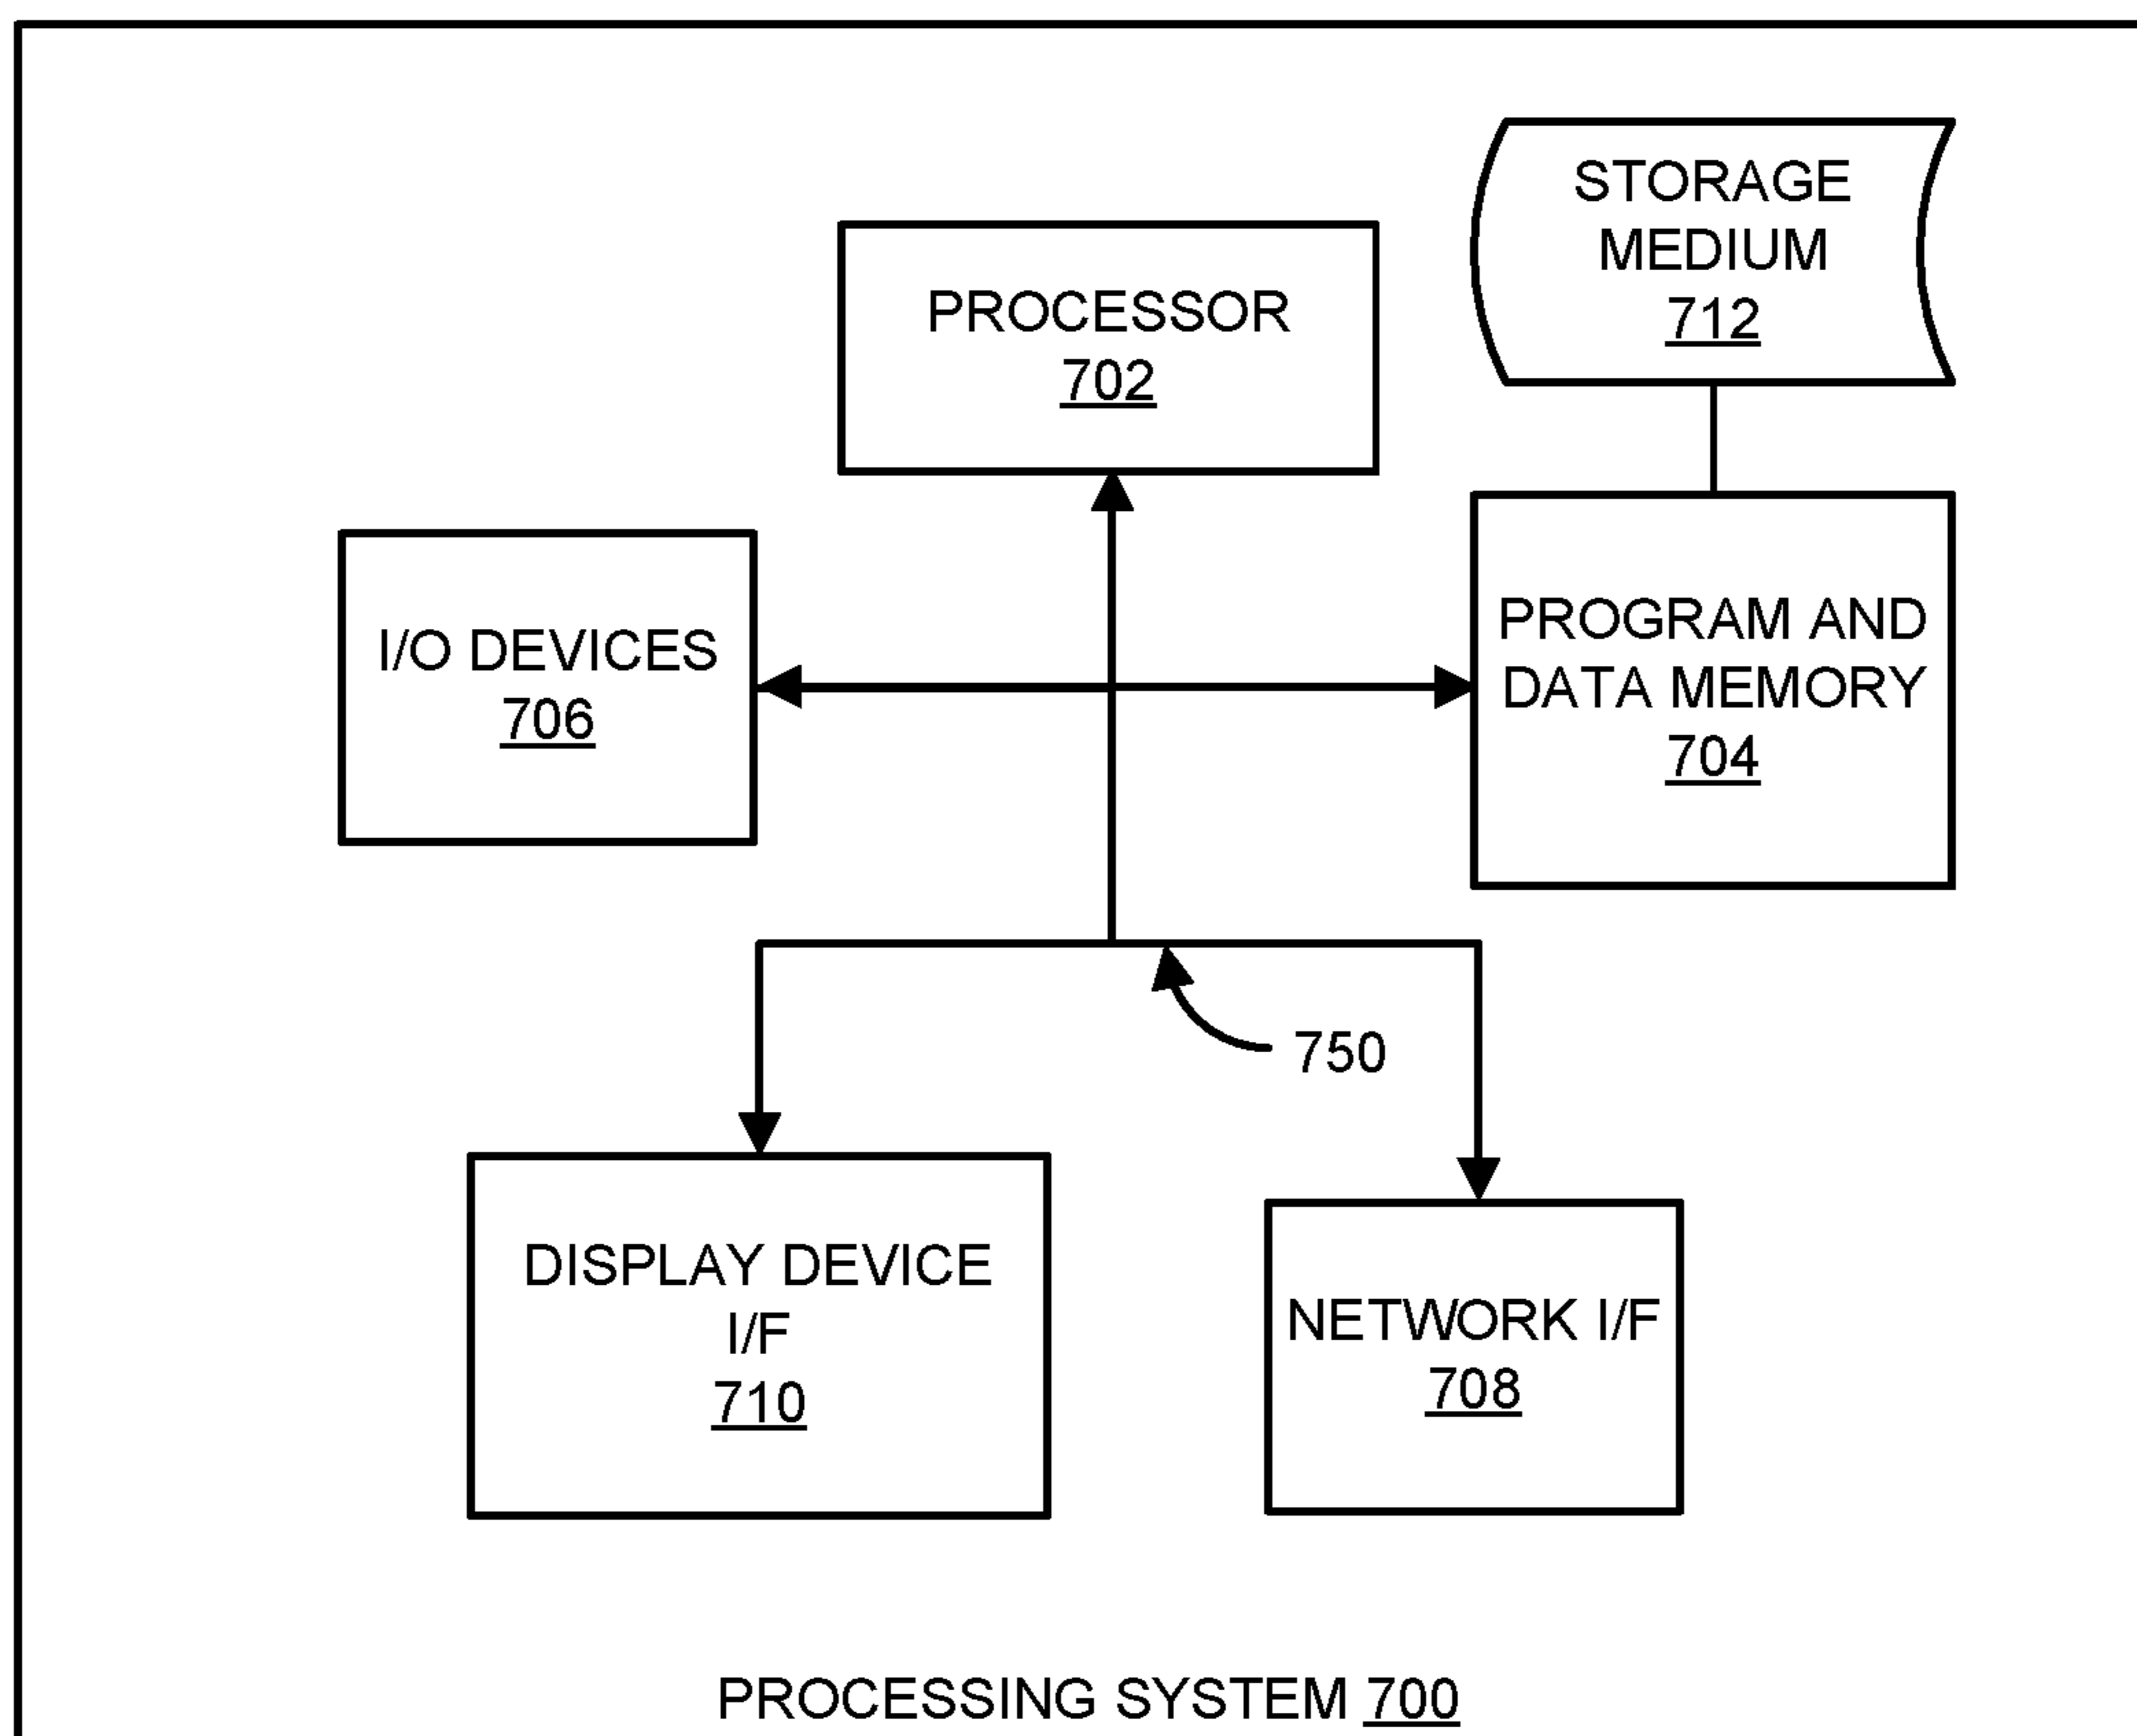 STORAGE
MEDIUM
712
PROCESSOR
702
I/O DEVICES
706
PROGRAM AND
DATA MEMORY
704
750
DISPLAY DEVICE
I/F
710
NETWORK I/F
708
PROCESSING SYSTEM 700